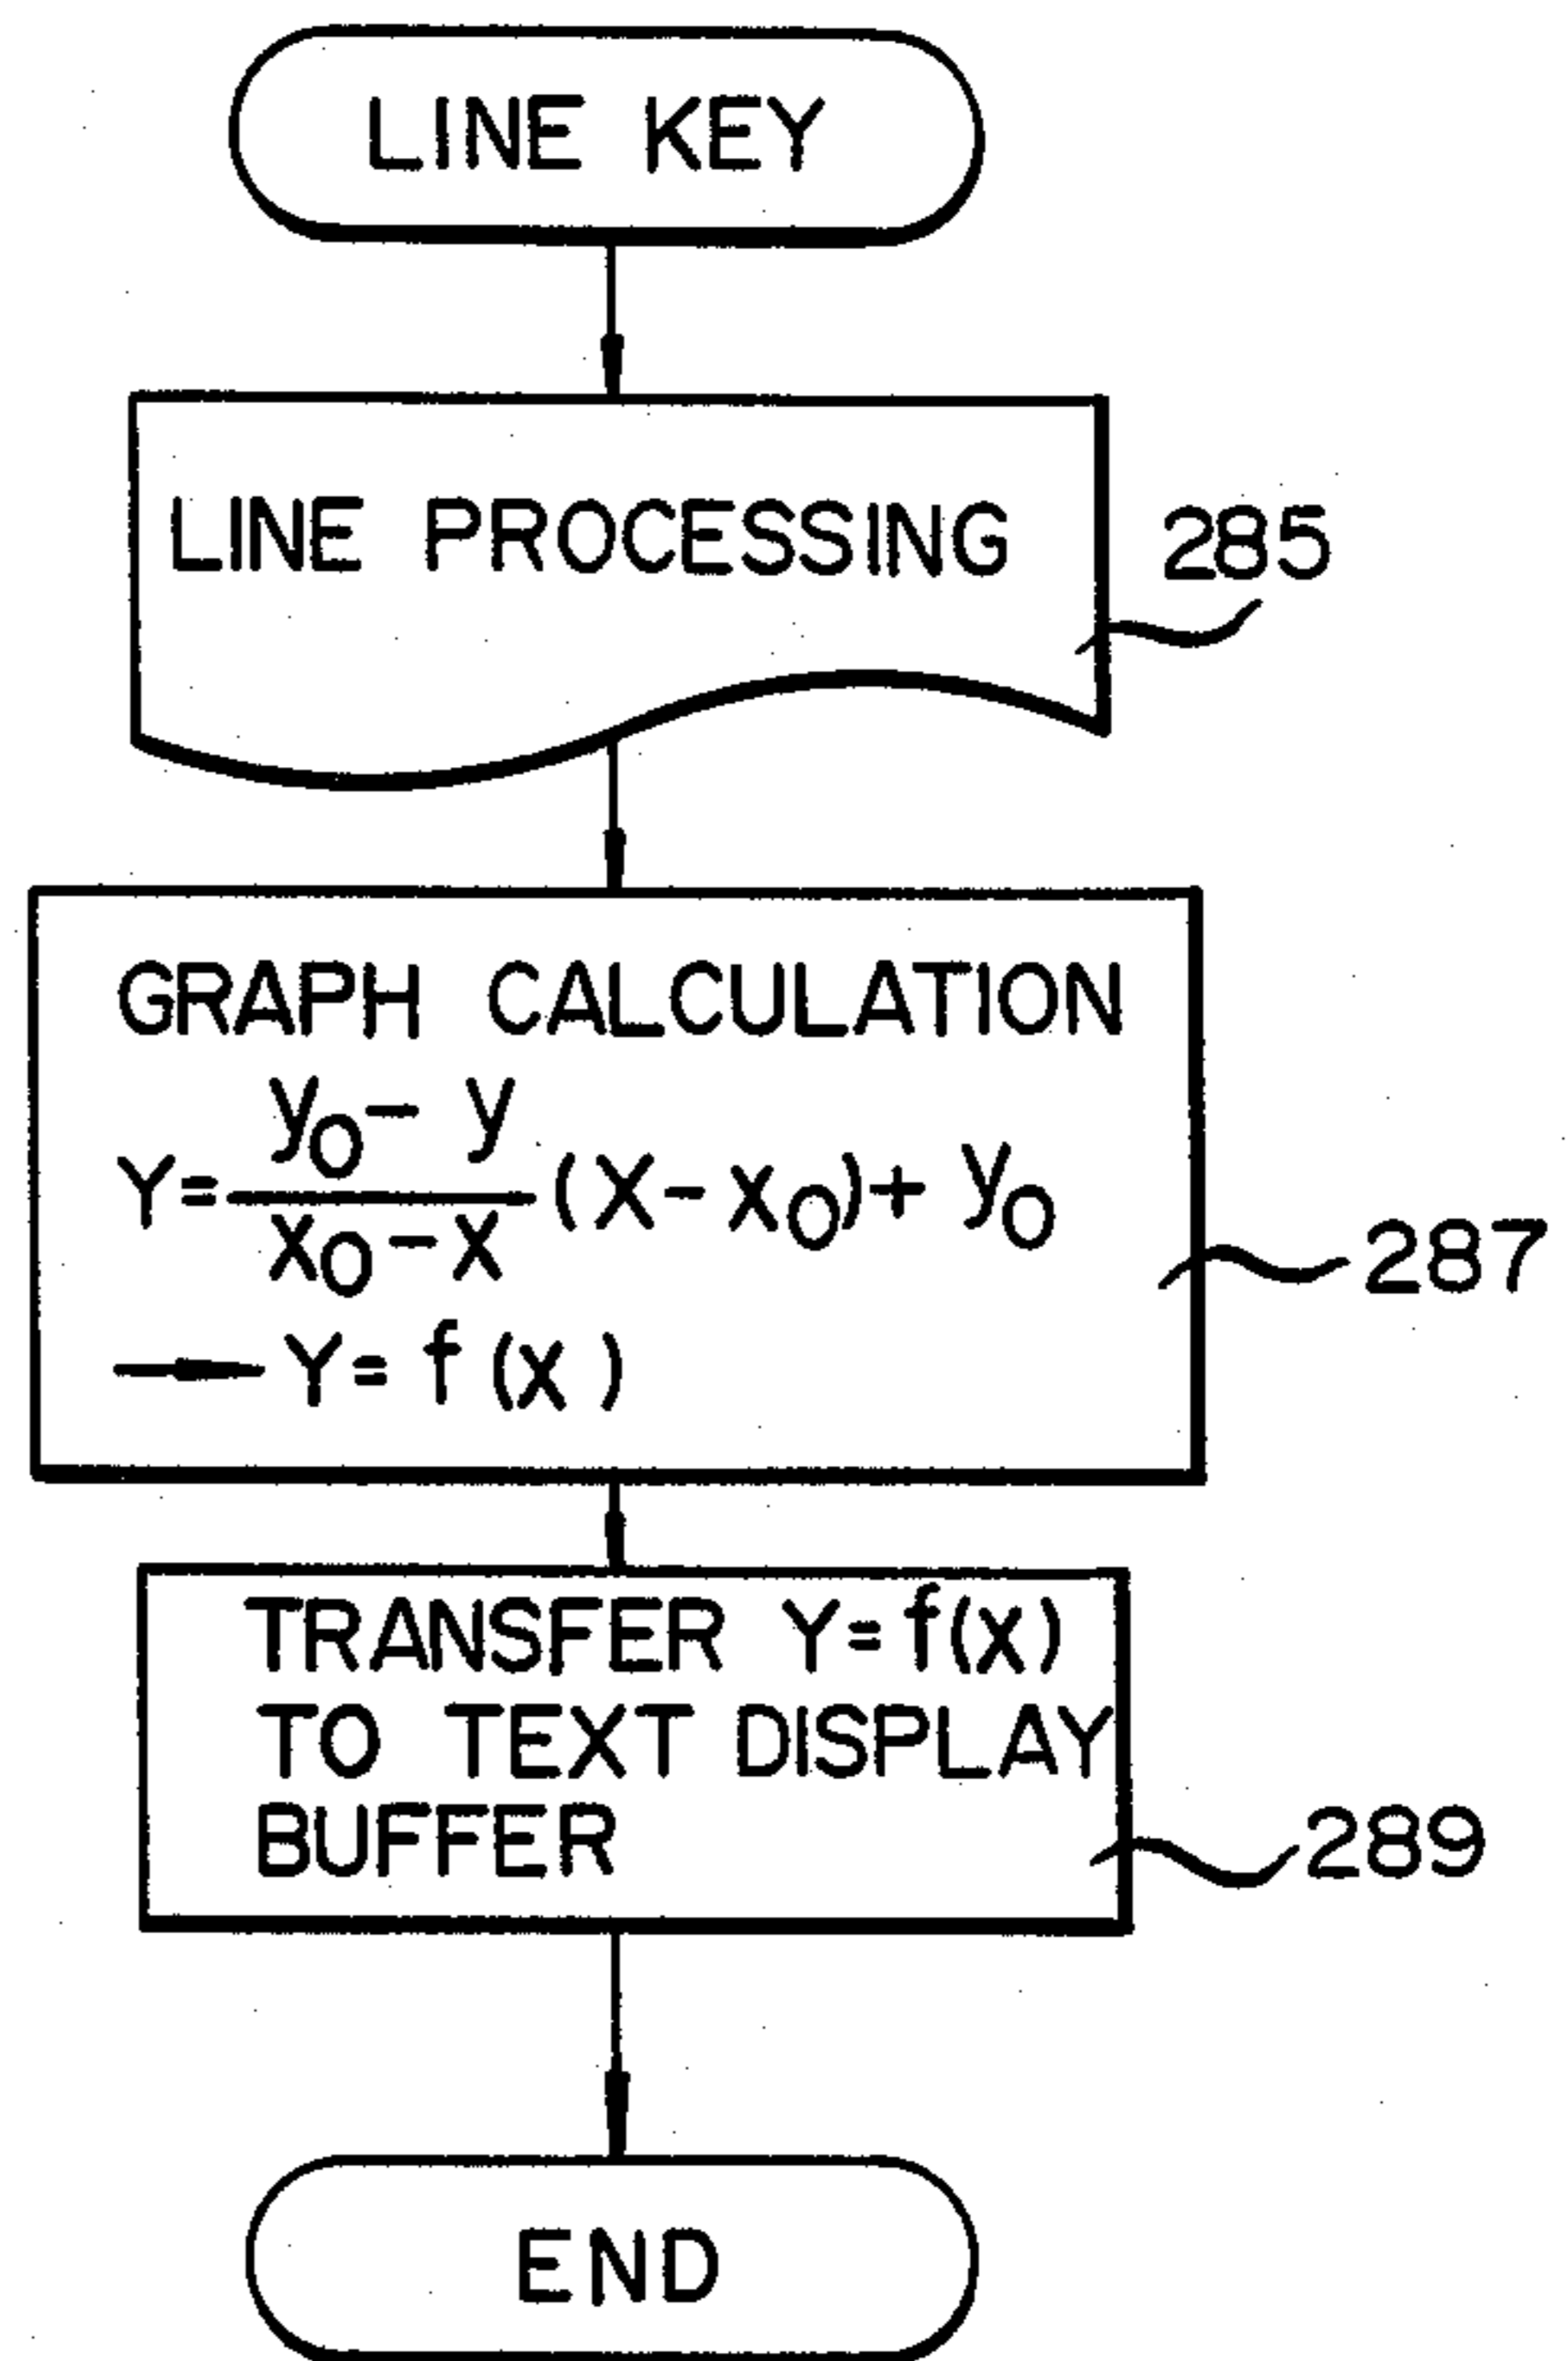 LINE KEY
LINE PROCESSING
285
GRAPH CALCULATION
Y=\frac{y₀- y}{x₀-x}(X-x₀)+ y₀
287
→ Y= f (x )
TRANSFER Y=f(x)
TO TEXT DISPLAY
BUFFER
289
END